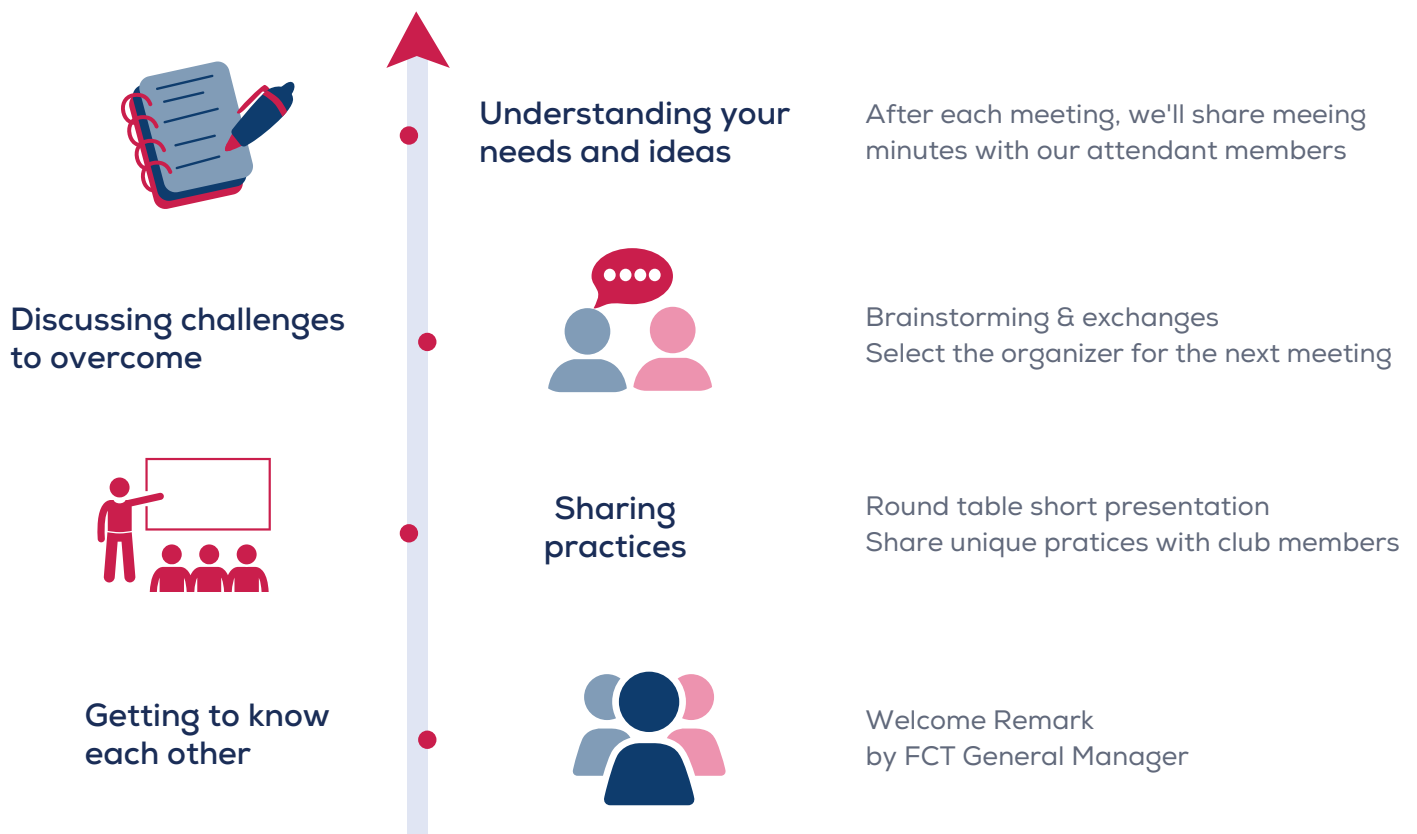 Understanding your
needs and ideas
After each meeting, we'll share meeing
minutes with our attendant members
Discussing challenges
to overcome
Brainstorming & exchanges
Select the organizer for the next meeting
Sharing
practices
Round table short presentation
Share unique pratices with club members
Getting to know
each other
Welcome Remark
by FCT General Manager